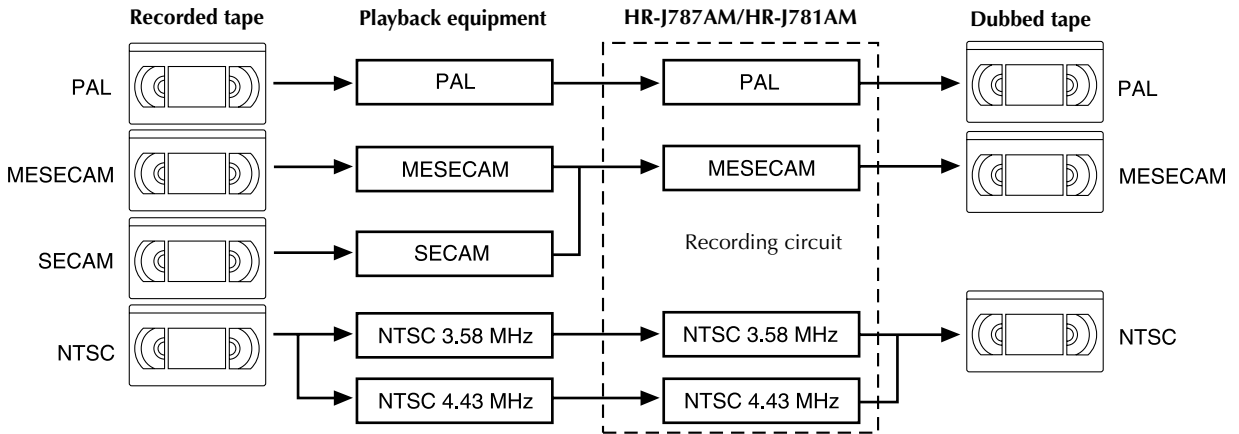 Recorded tape
Playback equipment
HR-J787AM/HR-J781AM
Dubbed tape
PAL
PAL
PAL
PAL
MESECAM
MESECAM
MESECAM
MESECAM
SECAM
SECAM
Recording circuit
NTSC
NTSC 3.58 MHz
NTSC 3.58 MHz
NTSC
NTSC 4.43 MHz
NTSC 4.43 MHz